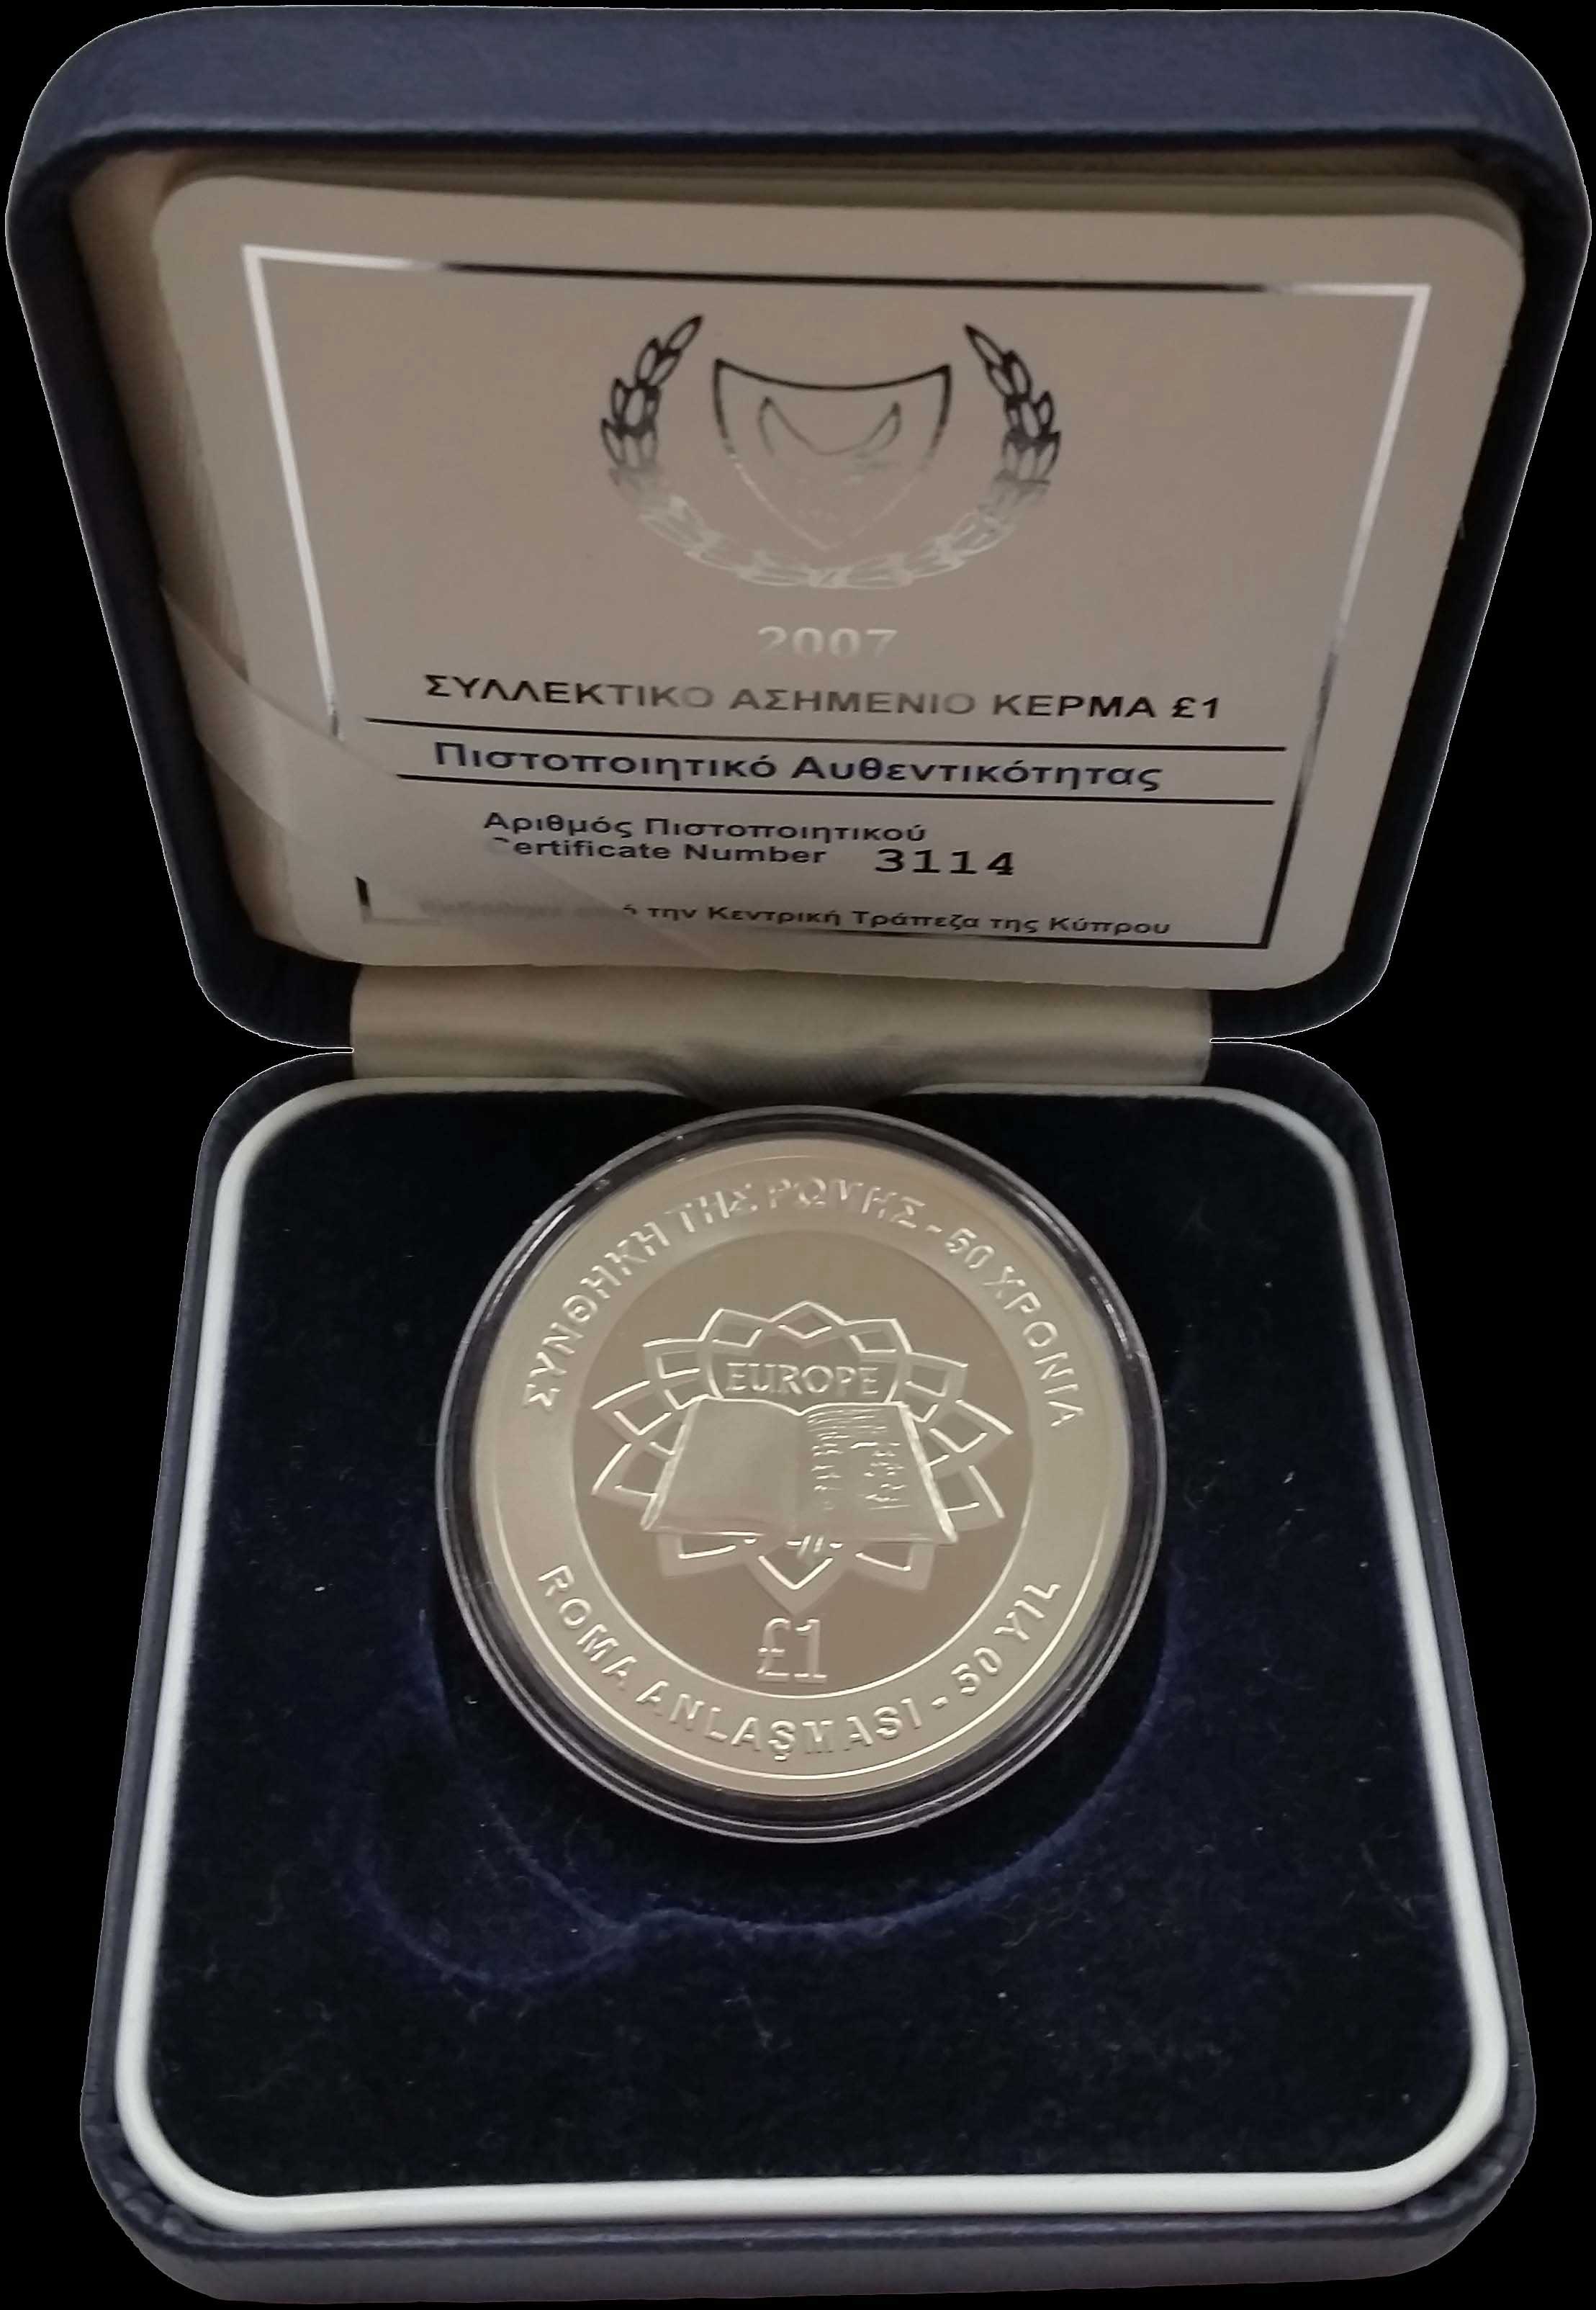 2007
ΣΥΛΛΕΚΤΙΚΟ ΑΣΗΜΕΝΙΟ ΚΕΡΜΑ £1
Πιστοποιητικό Αυθεντικότητας
Αριθμός Πιστοποιητικού
Certificate Number 3114
την Κεντρική Τράπεζα της Κύπρου
ΣΥΝΘΗΚΗ ΤΗΣ ΡΩΜΗΣ - 50 ΧΡΟΝΙΑ
EUROPE
£1
ROMA ANLAŞMASI - 50 YIL